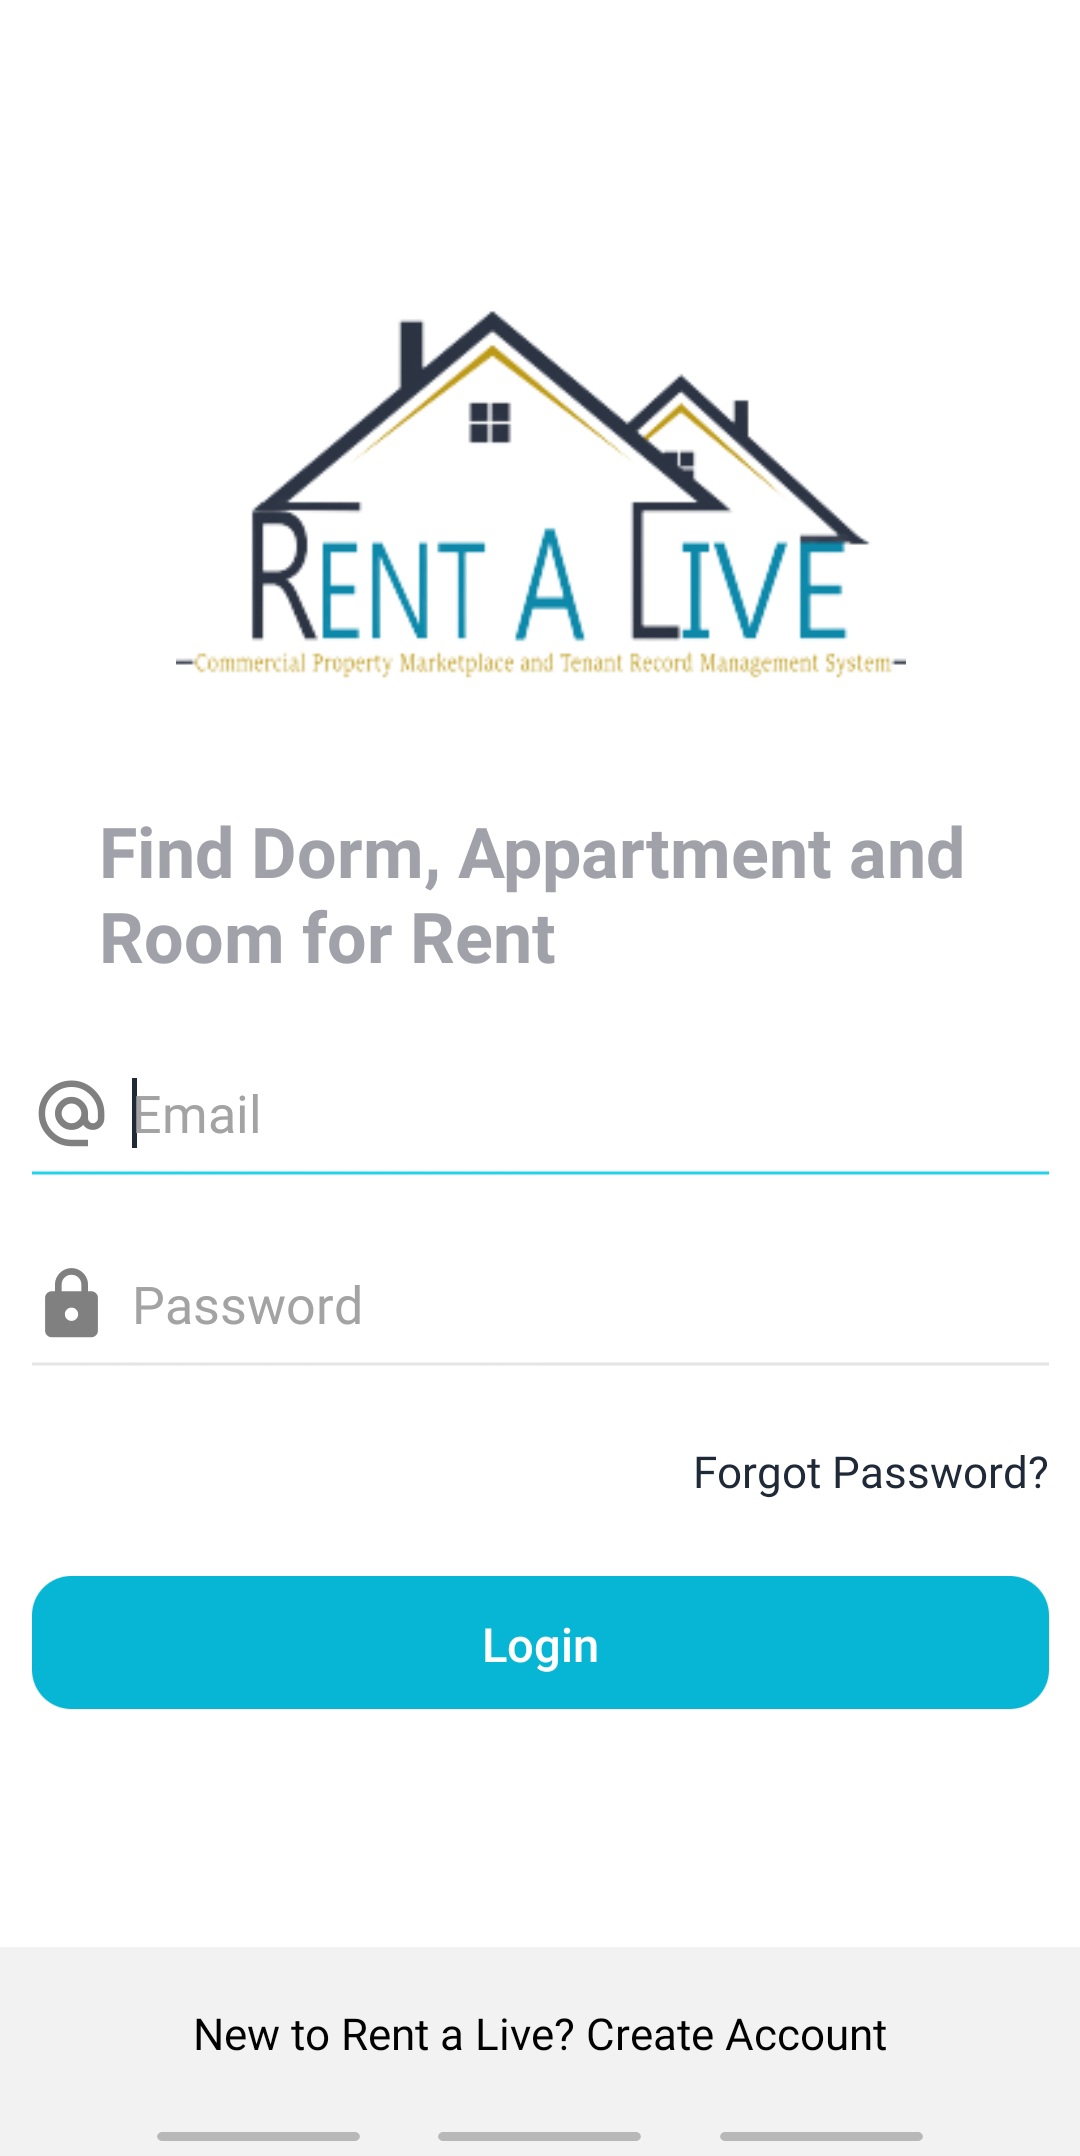 RENT A LIVE
Commercial Property Marketplace and Tenant Record Management System
Find Dorm, Appartment and
Room for Rent
Email
Password
Forgot Password?
Login
New to Rent a Live? Create Account